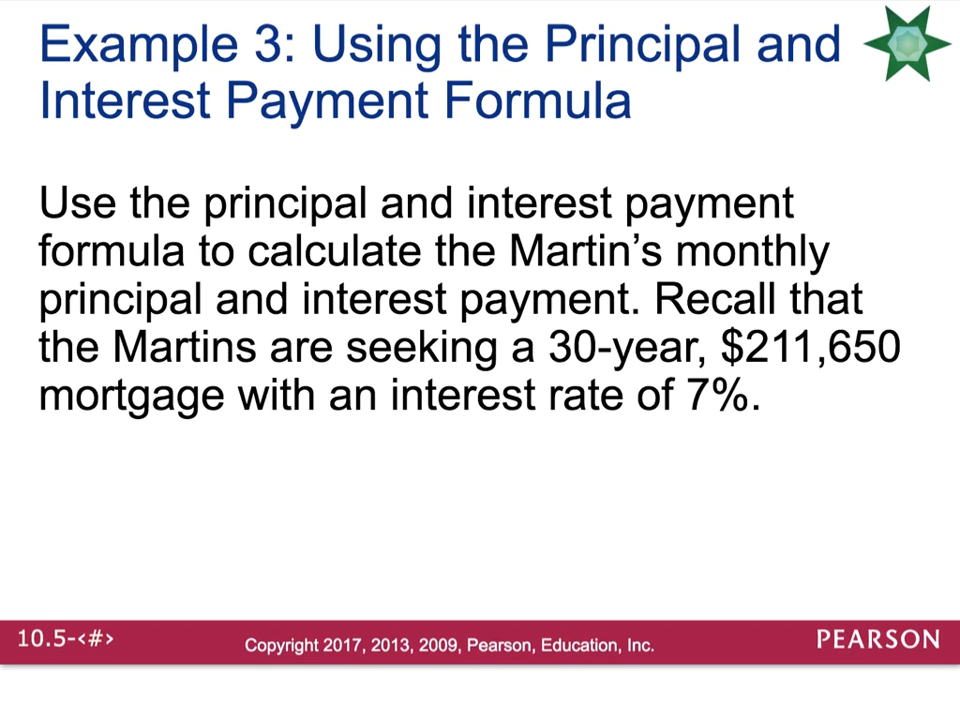 Example 3: Using the Principal and
Interest Payment Formula
Use the principal and interest payment
formula to calculate the Martin’s monthly
principal and interest payment. Recall that
the Martins are seeking a 30-year, $211,650
mortgage with an interest rate of 7%.
10.5-‹#›
Copyright 2017, 2013, 2009, Pearson, Education, Inc.
PEARSON